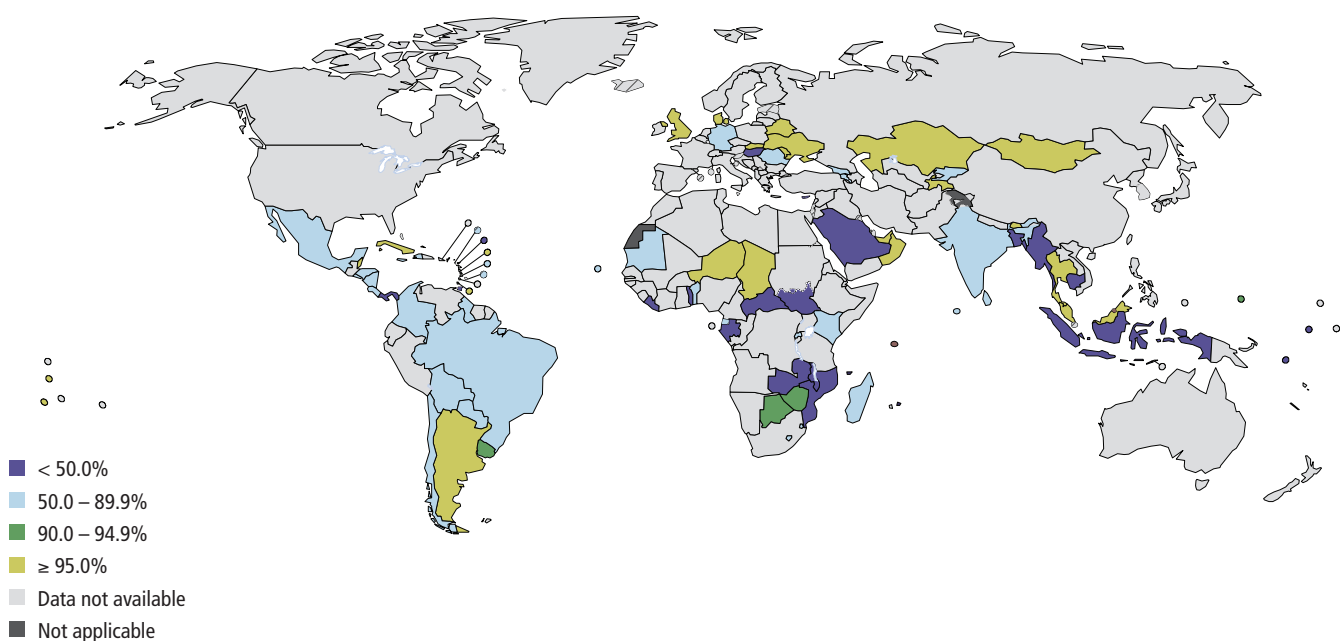 < 50.0%
50.0 – 89.9%
90.0 – 94.9%
≥ 95.0%
Data not available
Not applicable